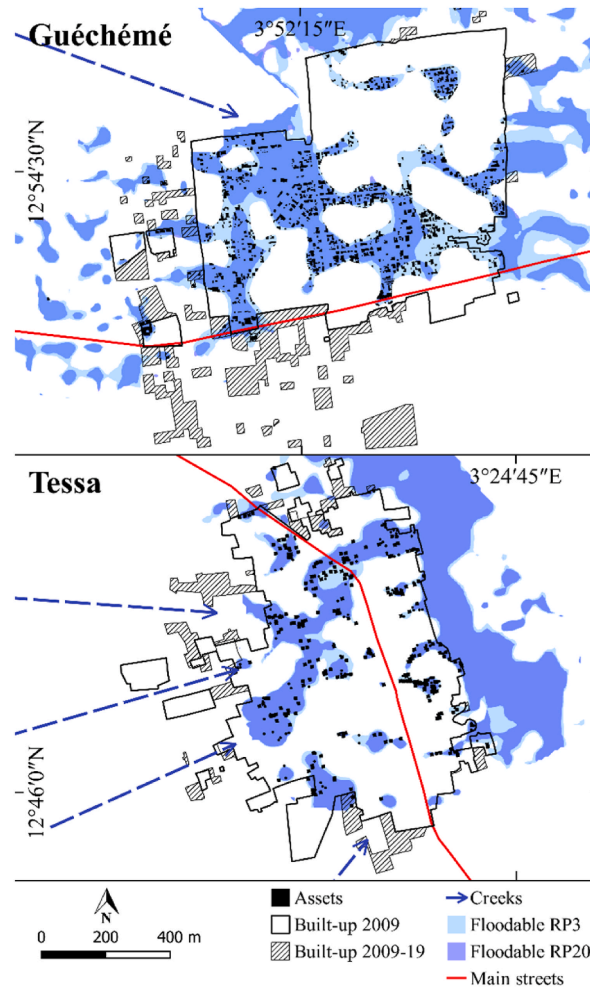 Guéchémé
3°52'15"E
12°54'30"N
Tessa
3°24'45"E
12°46'0"N
N
0 200 400 m
Assets
Built-up 2009
Built-up 2009-19
Creeks
Floodable RP3
Floodable RP20
Main streets